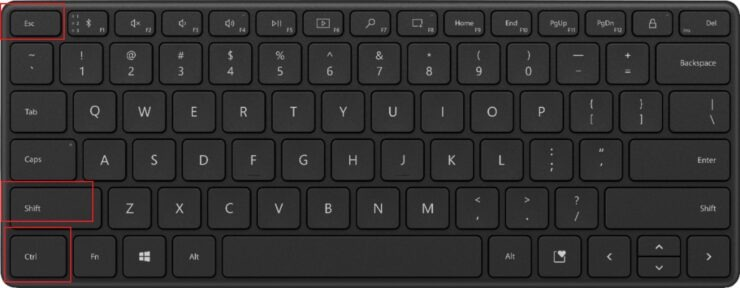 Esc F1 F2 F3 F4 F5 F6 F7 F8 Home F9 End F10 PgUp F11 PgDn F12 Ins Del
~ ! @ # $ % ^ & * ( ) — +
` 1 2 3 4 5 6 7 8 9 0 - = Backspace
Tab Q W E R T Y U I O P { [ } ] | \
Caps A S D F G H J K L : ; " ' Enter
Shift Z X C V B N M < , > . ? / Shift
Ctrl Fn Alt Alt